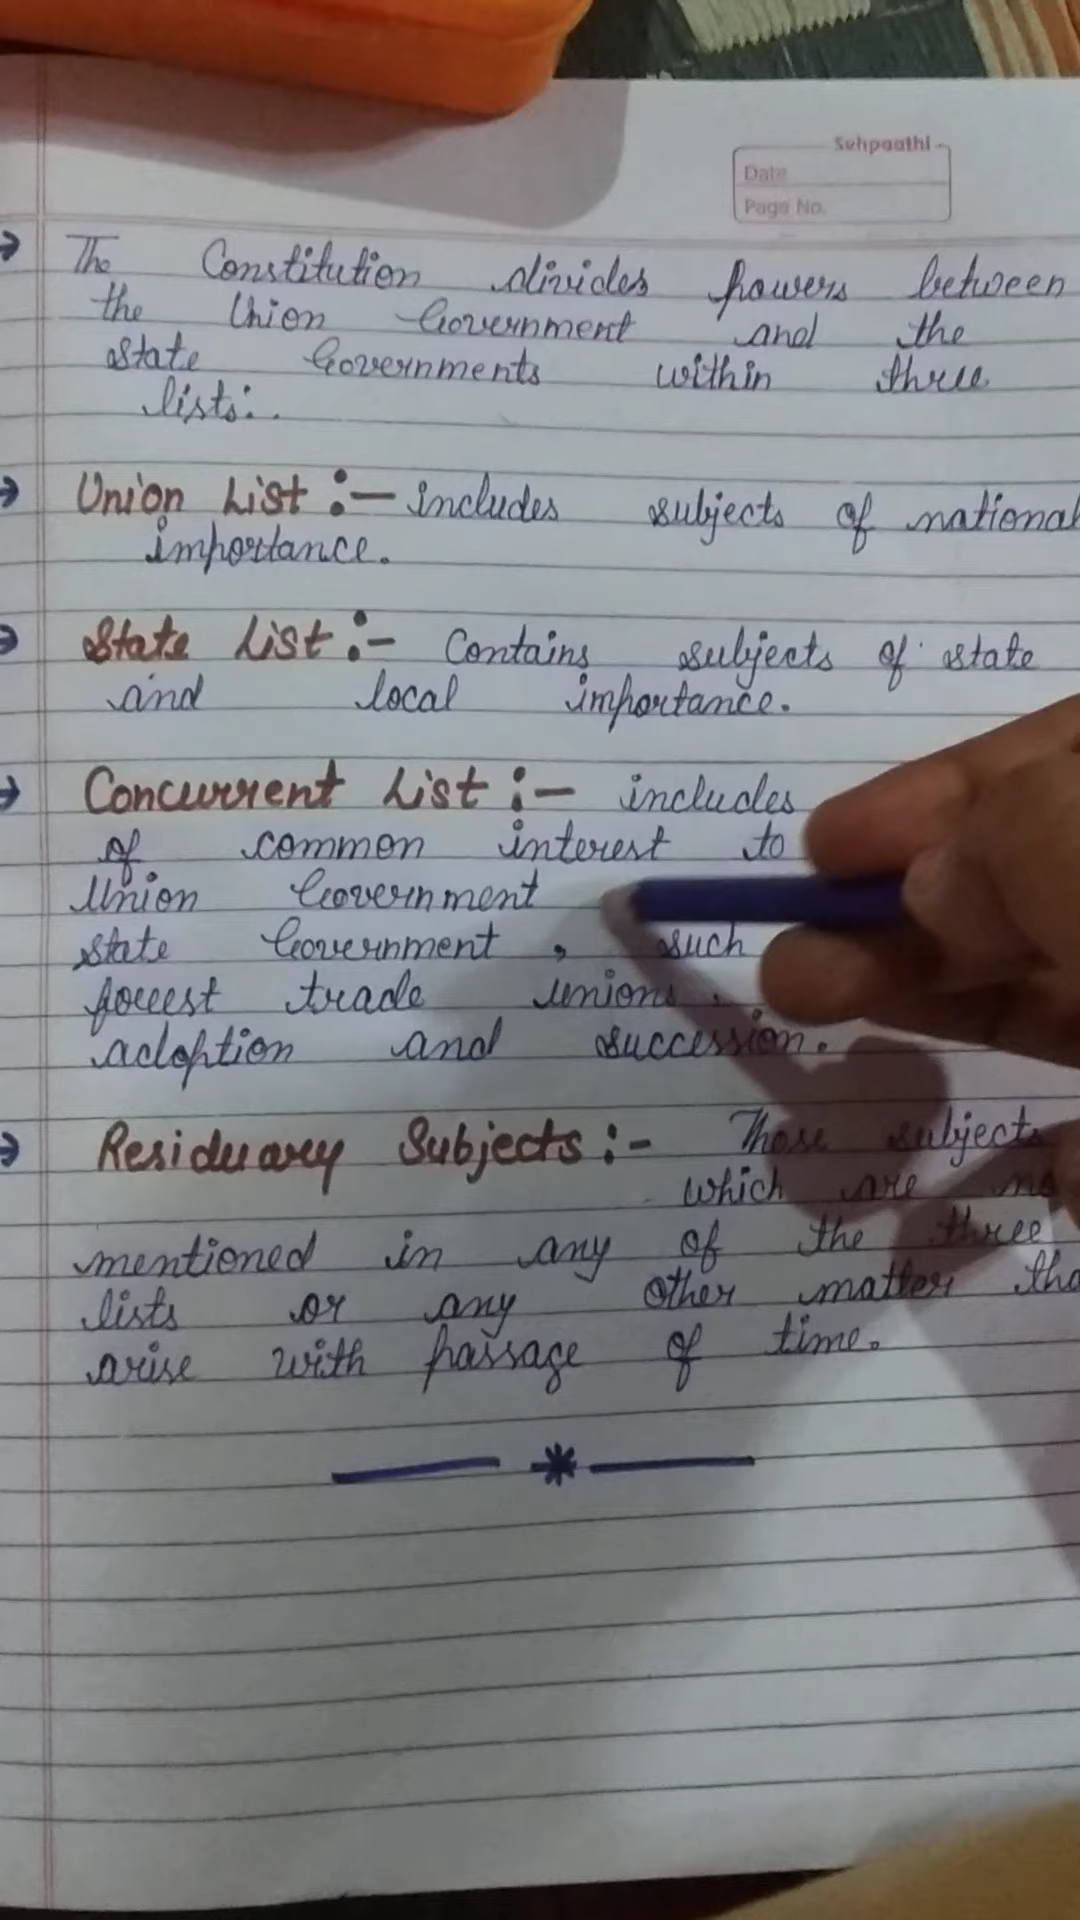 Sehpaathi
Date
Page No.
The Constitution divides powers between
the Union Government and the
state Governments within three
lists:
Union List :- includes subjects of national
importance.
State List :- Contains subjects of state
and local importance.
Concurrent List :- includes
of common interest to
Union Government
state Government , such
forest trade unions
adoption and succession.
Residuary Subjects :- Those subjects
which are
mentioned in any of the three
lists or any other matter
arise with passage of time.